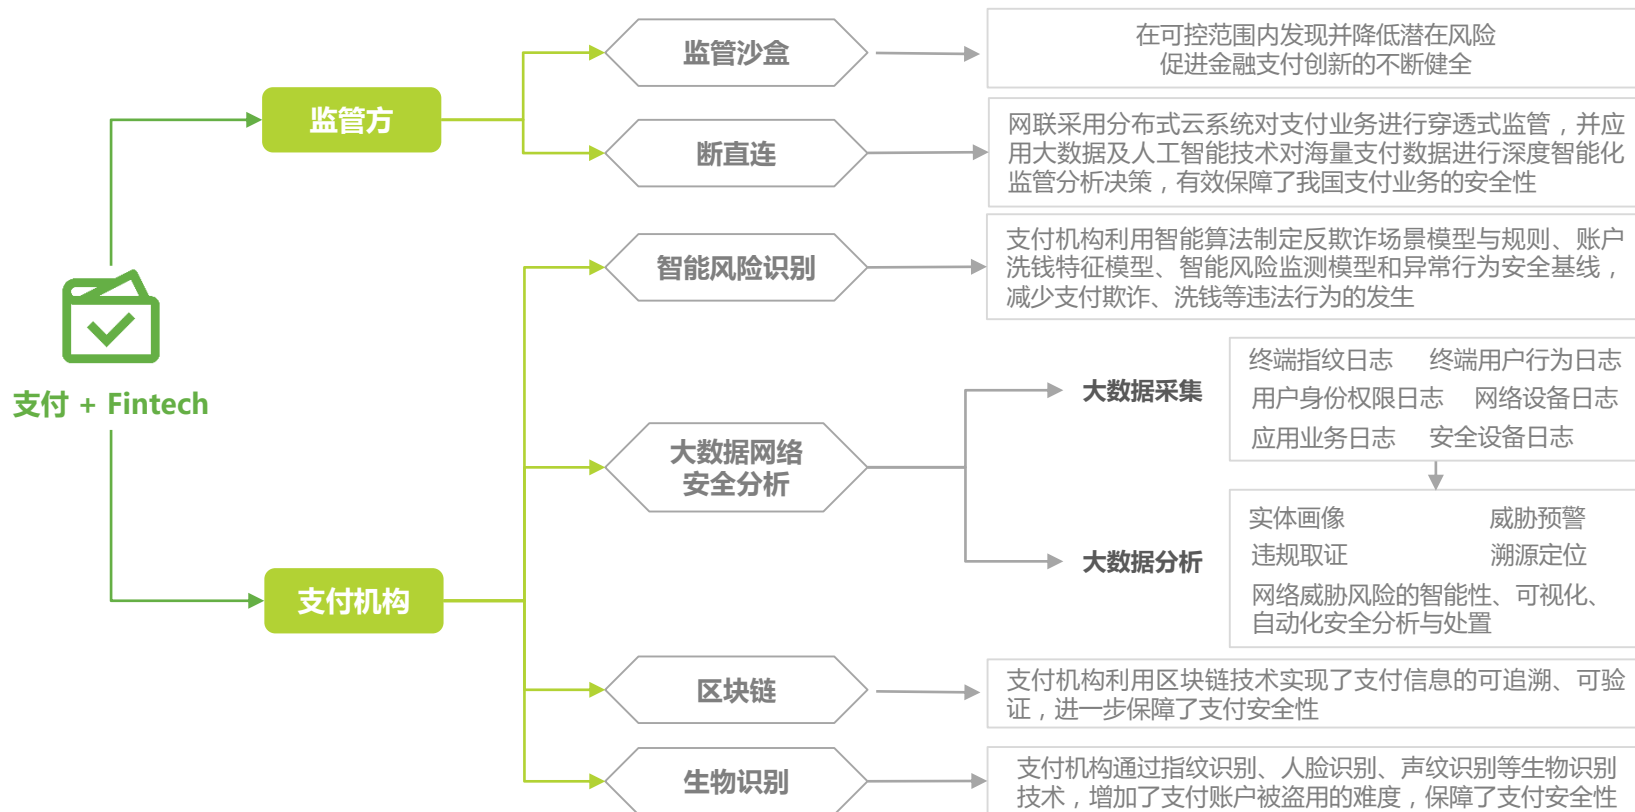 支付 + Fintech
监管方
监管沙盒
在可控范围内发现并降低潜在风险
促进金融支付创新的不断健全
断直连
网联采用分布式云系统对支付业务进行穿透式监管，并应
用大数据及人工智能技术对海量支付数据进行深度智能化
监管分析决策，有效保障了我国支付业务的安全性
支付机构
智能风险识别
支付机构利用智能算法制定反欺诈场景模型与规则、账户
洗钱特征模型、智能风险监测模型和异常行为安全基线，
减少支付欺诈、洗钱等违法行为的发生
大数据网络
安全分析
大数据采集
终端指纹日志 终端用户行为日志
用户身份权限日志 网络设备日志
应用业务日志 安全设备日志
大数据分析
实体画像 威胁预警
违规取证 溯源定位
网络威胁风险的智能性、可视化、
自动化安全分析与处置
区块链
支付机构利用区块链技术实现了支付信息的可追溯、可验
证，进一步保障了支付安全性
生物识别
支付机构通过指纹识别、人脸识别、声纹识别等生物识别
技术，增加了支付账户被盗用的难度，保障了支付安全性